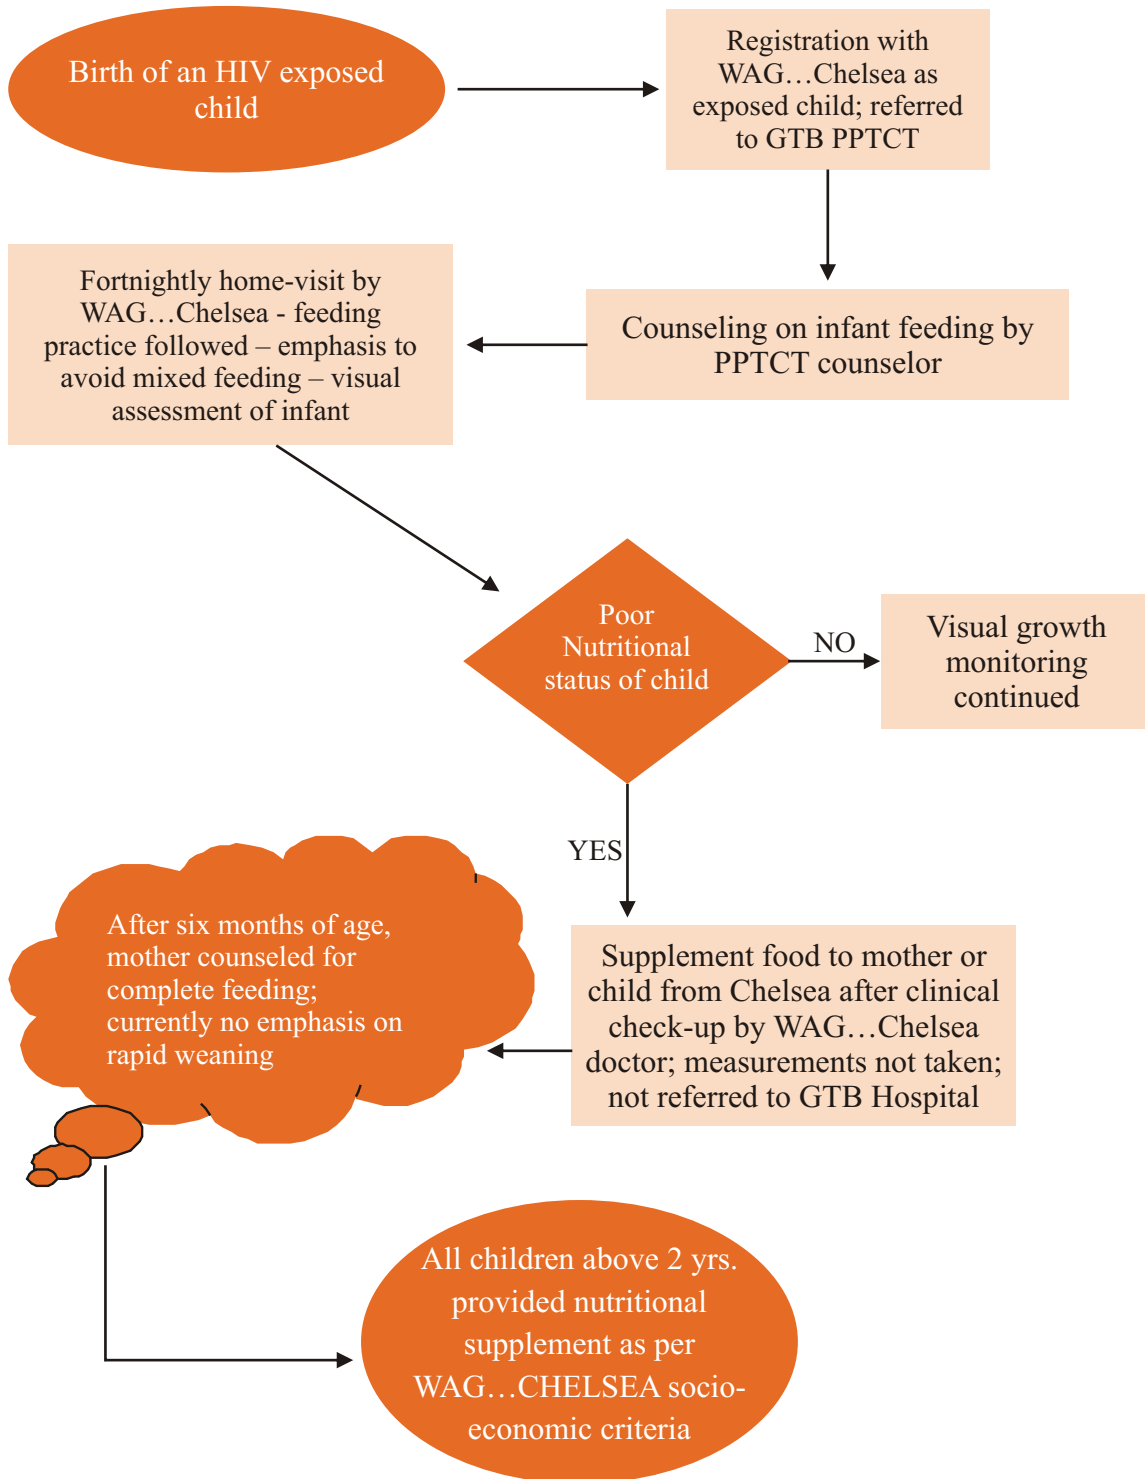 Birth of an HIV exposed
child
Registration with
WAG…Chelsea as
exposed child; referred
to GTB PPTCT
Counseling on infant feeding by
PPTCT counselor
Fortnightly home-visit by
WAG…Chelsea - feeding
practice followed – emphasis to
avoid mixed feeding – visual
assessment of infant
Poor
Nutritional
status of child
NO
Visual growth
monitoring
continued
YES
Supplement food to mother or
child from Chelsea after clinical
check-up by WAG…Chelsea
doctor; measurements not taken;
not referred to GTB Hospital
After six months of age,
mother counseled for
complete feeding;
currently no emphasis on
rapid weaning
All children above 2 yrs.
provided nutritional
supplement as per
WAG…CHELSEA socio-
economic criteria